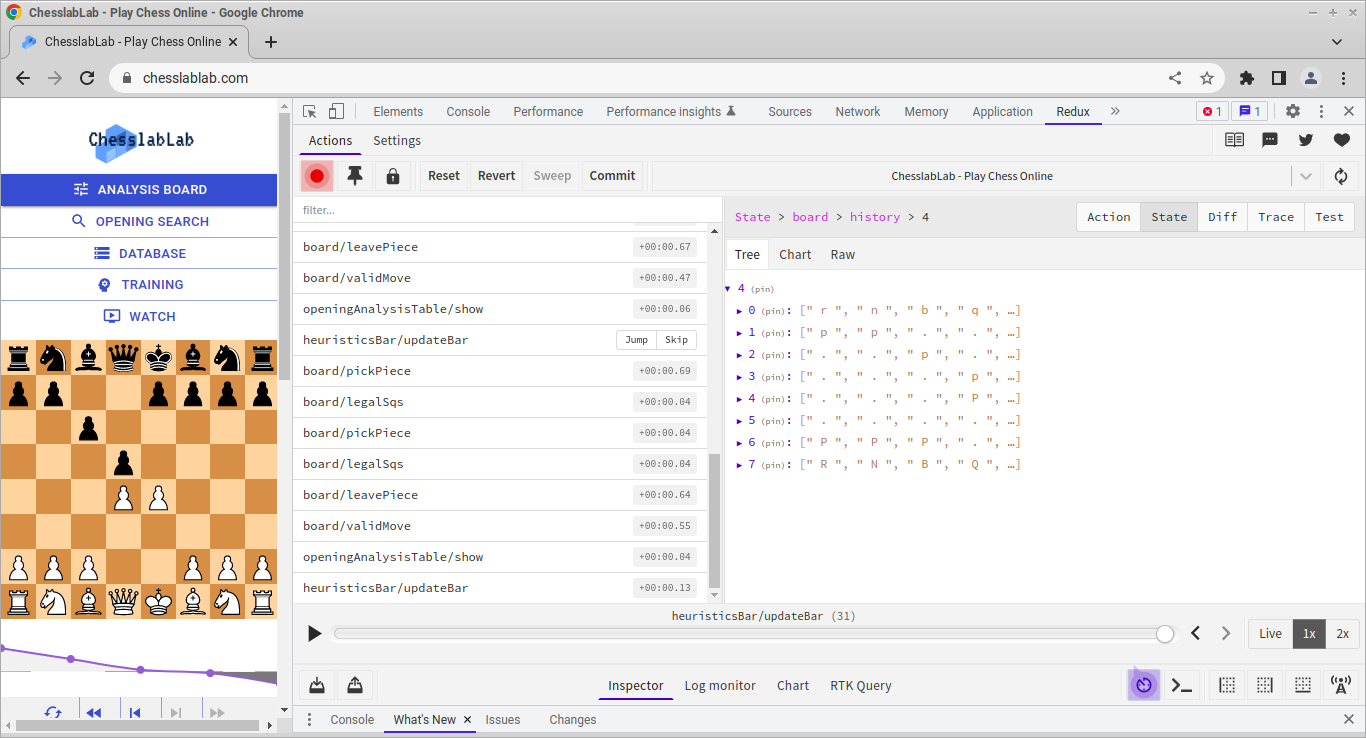 ChesslabLab - Play Chess Online - Google Chrome
ChesslabLab - Play Chess Online
chesslablab.com
ChesslabLab
ANALYSIS BOARD
OPENING SEARCH
DATABASE
TRAINING
WATCH
Elements Console Performance Performance insights Sources Network Memory Application Redux 1 1
Actions Settings
Reset Revert Sweep Commit ChesslabLab - Play Chess Online
filter...
board/leavePiece +00:00.67
board/validMove +00:00.47
openingAnalysisTable/show +00:00.06
heuristicsBar/updateBar Jump Skip
board/pickPiece +00:00.69
board/legalSqs +00:00.04
board/pickPiece +00:00.04
board/legalSqs +00:00.04
board/leavePiece +00:00.64
board/validMove +00:00.55
openingAnalysisTable/show +00:00.04
heuristicsBar/updateBar +00:00.13
State > board > history > 4 Action State Diff Trace Test
Tree Chart Raw
4 (pin)
0 (pin): [" r ", " n ", " b ", " q ", …]
1 (pin): [" p ", " p ", " . ", " . ", …]
2 (pin): [" . ", " . ", " p ", " . ", …]
3 (pin): [" . ", " . ", " . ", " p ", …]
4 (pin): [" . ", " . ", " . ", " P ", …]
5 (pin): [" . ", " . ", " . ", " . ", …]
6 (pin): [" P ", " P ", " P ", " . ", …]
7 (pin): [" R ", " N ", " B ", " Q ", …]
heuristicsBar/updateBar (31)
Live 1x 2x
Inspector Log monitor Chart RTK Query
Console What's New Issues Changes